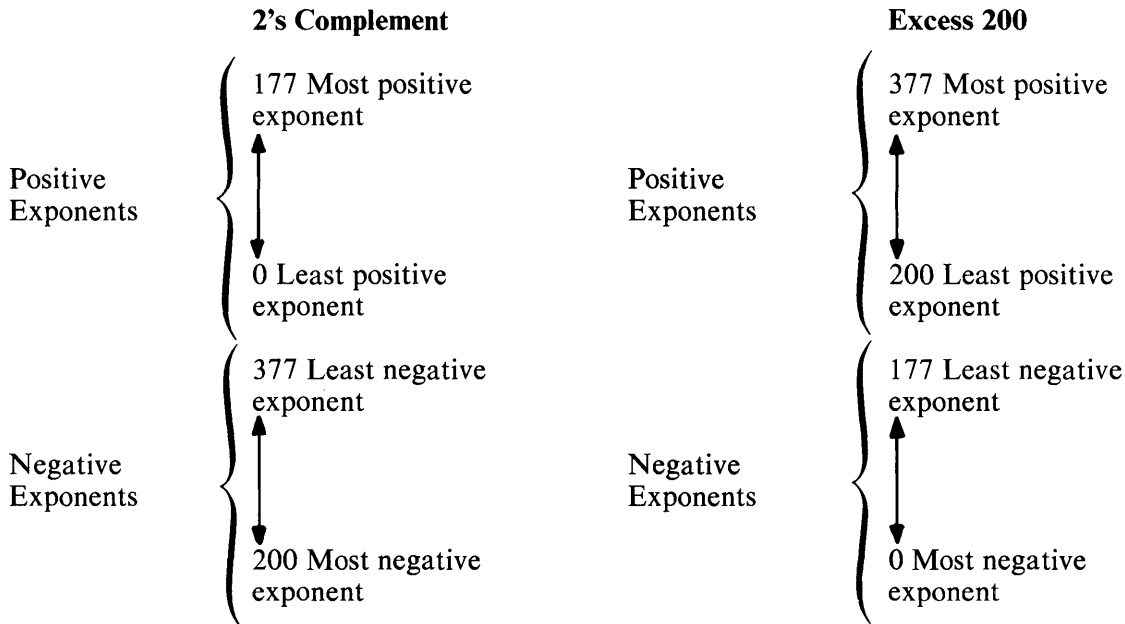 2's Complement
177 Most positive
exponent
Positive
Exponents
0 Least positive
exponent
377 Least negative
exponent
Negative
Exponents
200 Most negative
exponent
Excess 200
377 Most positive
exponent
Positive
Exponents
200 Least positive
exponent
177 Least negative
exponent
Negative
Exponents
0 Most negative
exponent